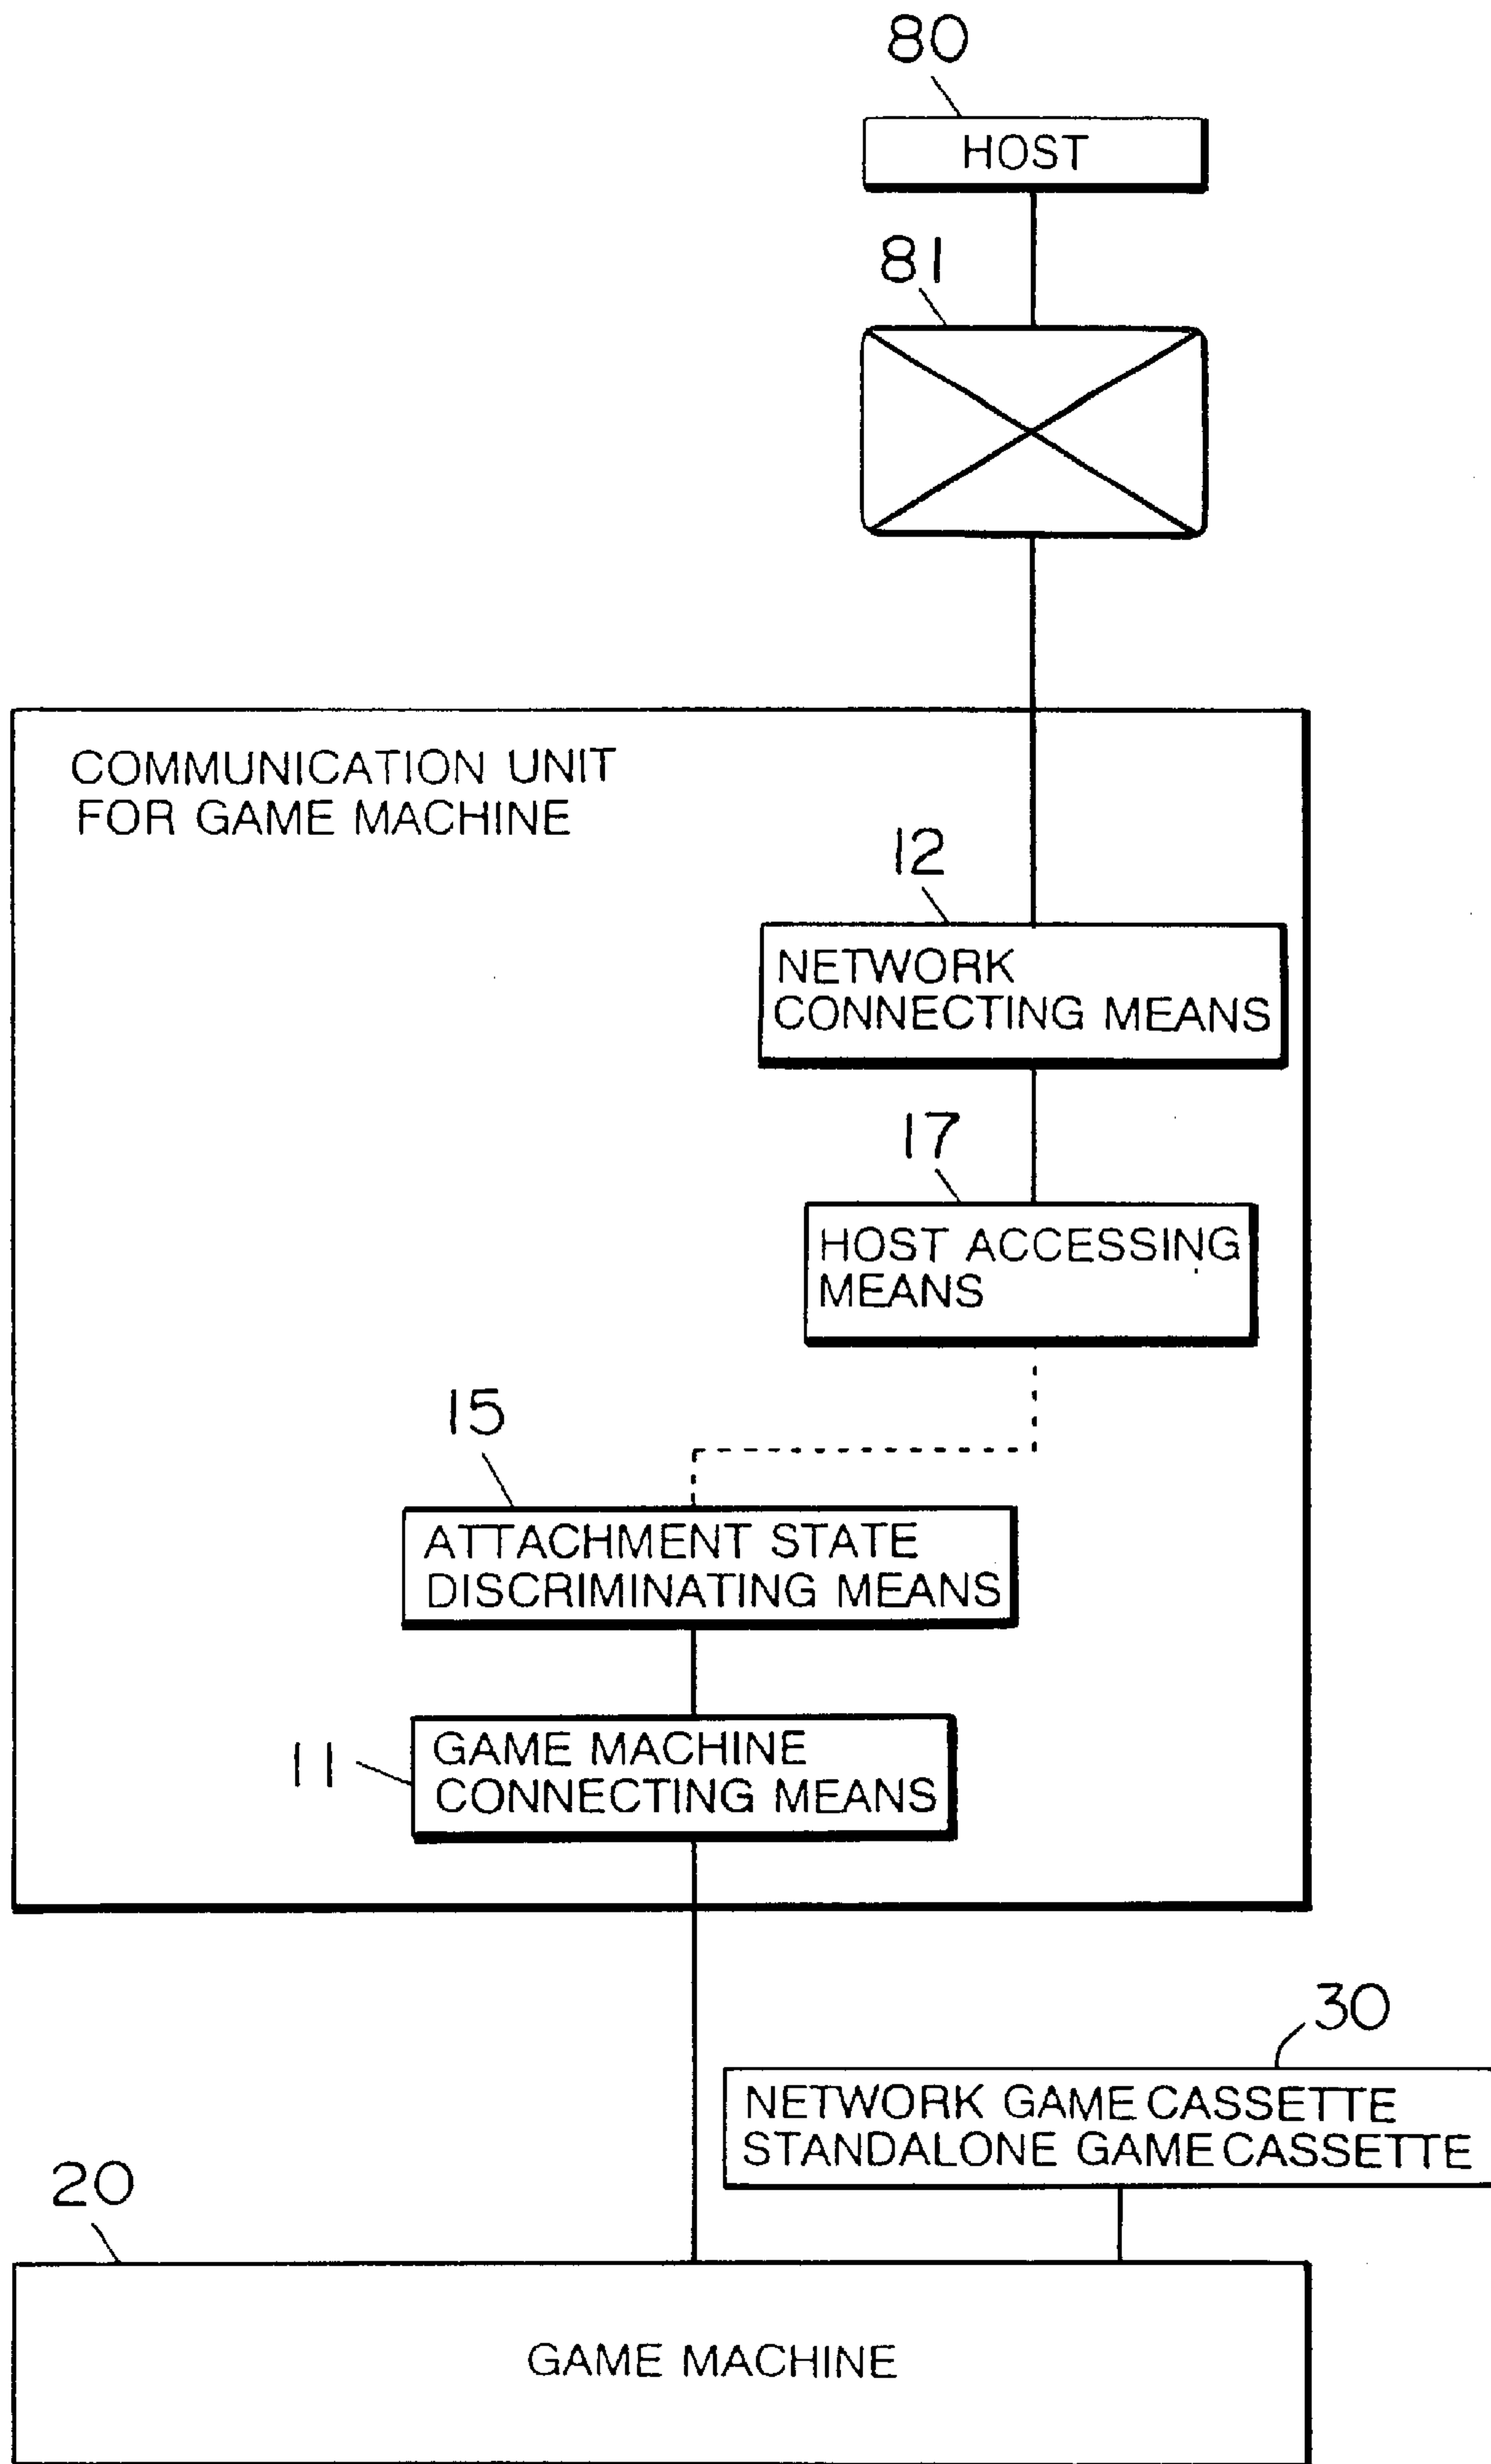 80
HOST
81
COMMUNICATION UNIT
FOR GAME MACHINE
12
NETWORK
CONNECTING MEANS
17
HOST ACCESSING
MEANS
15
ATTACHMENT STATE
DISCRIMINATING MEANS
11
GAME MACHINE
CONNECTING MEANS
30
NETWORK GAME CASSETTE
STANDALONE GAME CASSETTE
20
GAME MACHINE